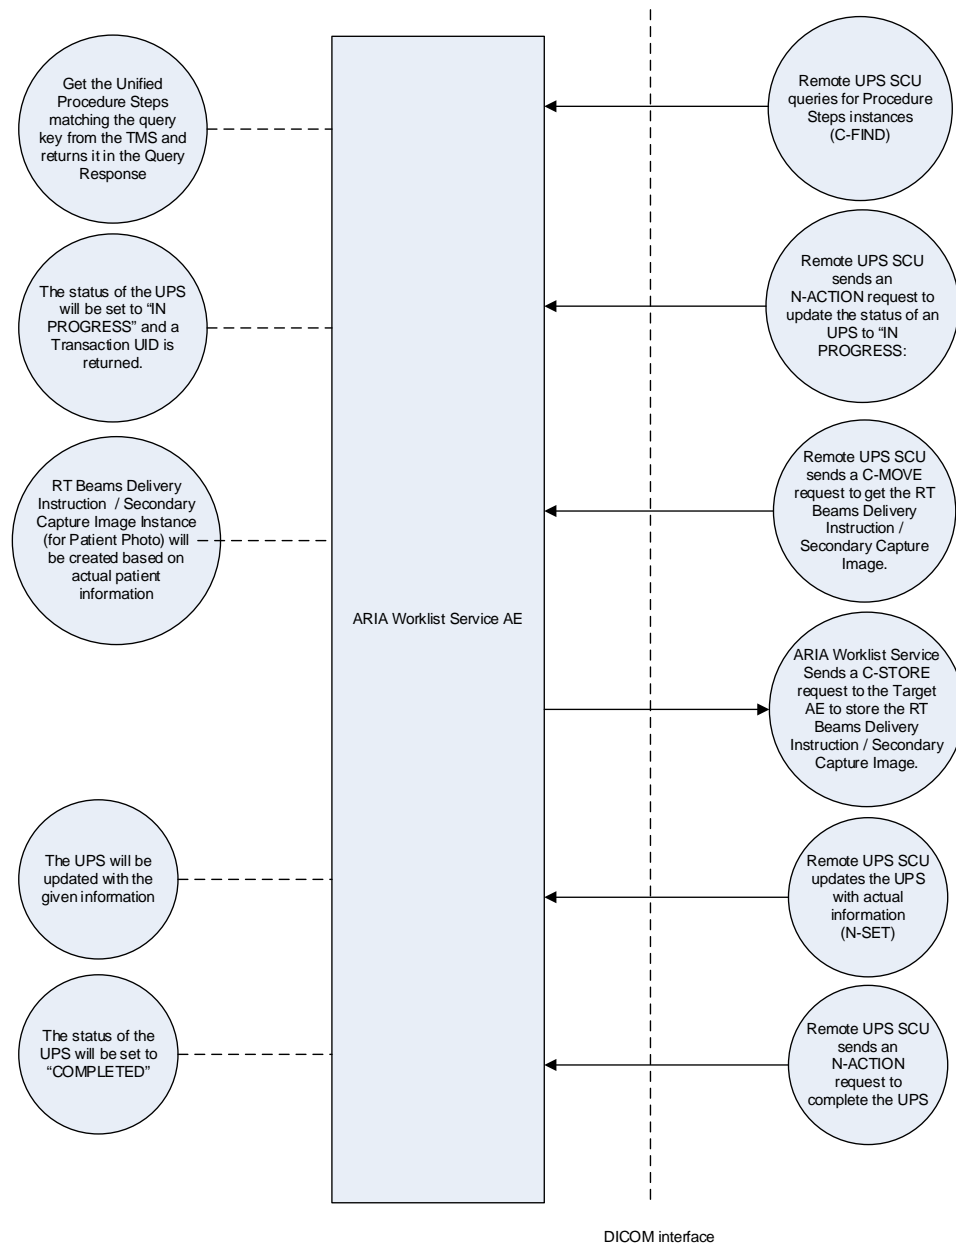 Get the Unified
Procedure Steps
matching the query
key from the TMS and
returns it in the Query
Response
Remote UPS SCU
queries for Procedure
Steps instances
(C-FIND)
The status of the UPS
will be set to “IN
PROGRESS” and a
Transaction UID is
returned.
Remote UPS SCU
sends an
N-ACTION request to
update the status of an
UPS to “IN
PROGRESS:
RT Beams Delivery
Instruction / Secondary
Capture Image Instance
(for Patient Photo) will
be created based on
actual patient
information
Remote UPS SCU
sends a C-MOVE
request to get the RT
Beams Delivery
Instruction /
Secondary Capture
Image.
ARIA Worklist Service AE
ARIA Worklist Service
Sends a C-STORE
request to the Target
AE to store the RT
Beams Delivery
Instruction / Secondary
Capture Image.
The UPS will be
updated with the
given information
Remote UPS SCU
updates the UPS
with actual
information
(N-SET)
The status of the
UPS will be set to
“COMPLETED”
Remote UPS SCU
sends an
N-ACTION
request to
complete the UPS
DICOM interface